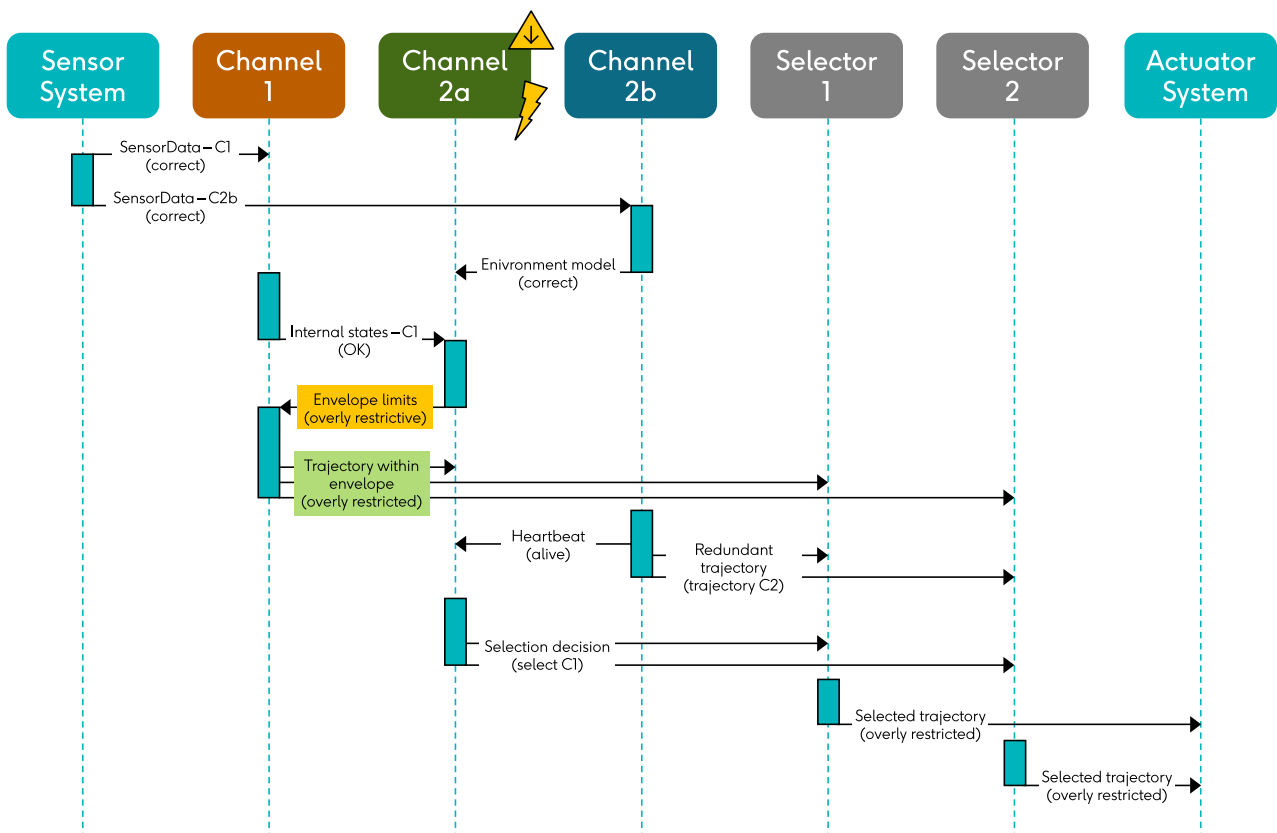 Sensor
System
Channel
1
Channel
2a
Channel
2b
Selector
1
Selector
2
Actuator
System
SensorData–C1
(correct)
SensorData–C2b
(correct)
Enivronment model
(correct)
Internal states–C1
(OK)
Envelope limits
(overly restrictive)
Trajectory within
envelope
(overly restricted)
Heartbeat
(alive)
Redundant
trajectory
(trajectory C2)
Selection decision
(select C1)
Selected trajectory
(overly restricted)
Selected trajectory
(overly restricted)